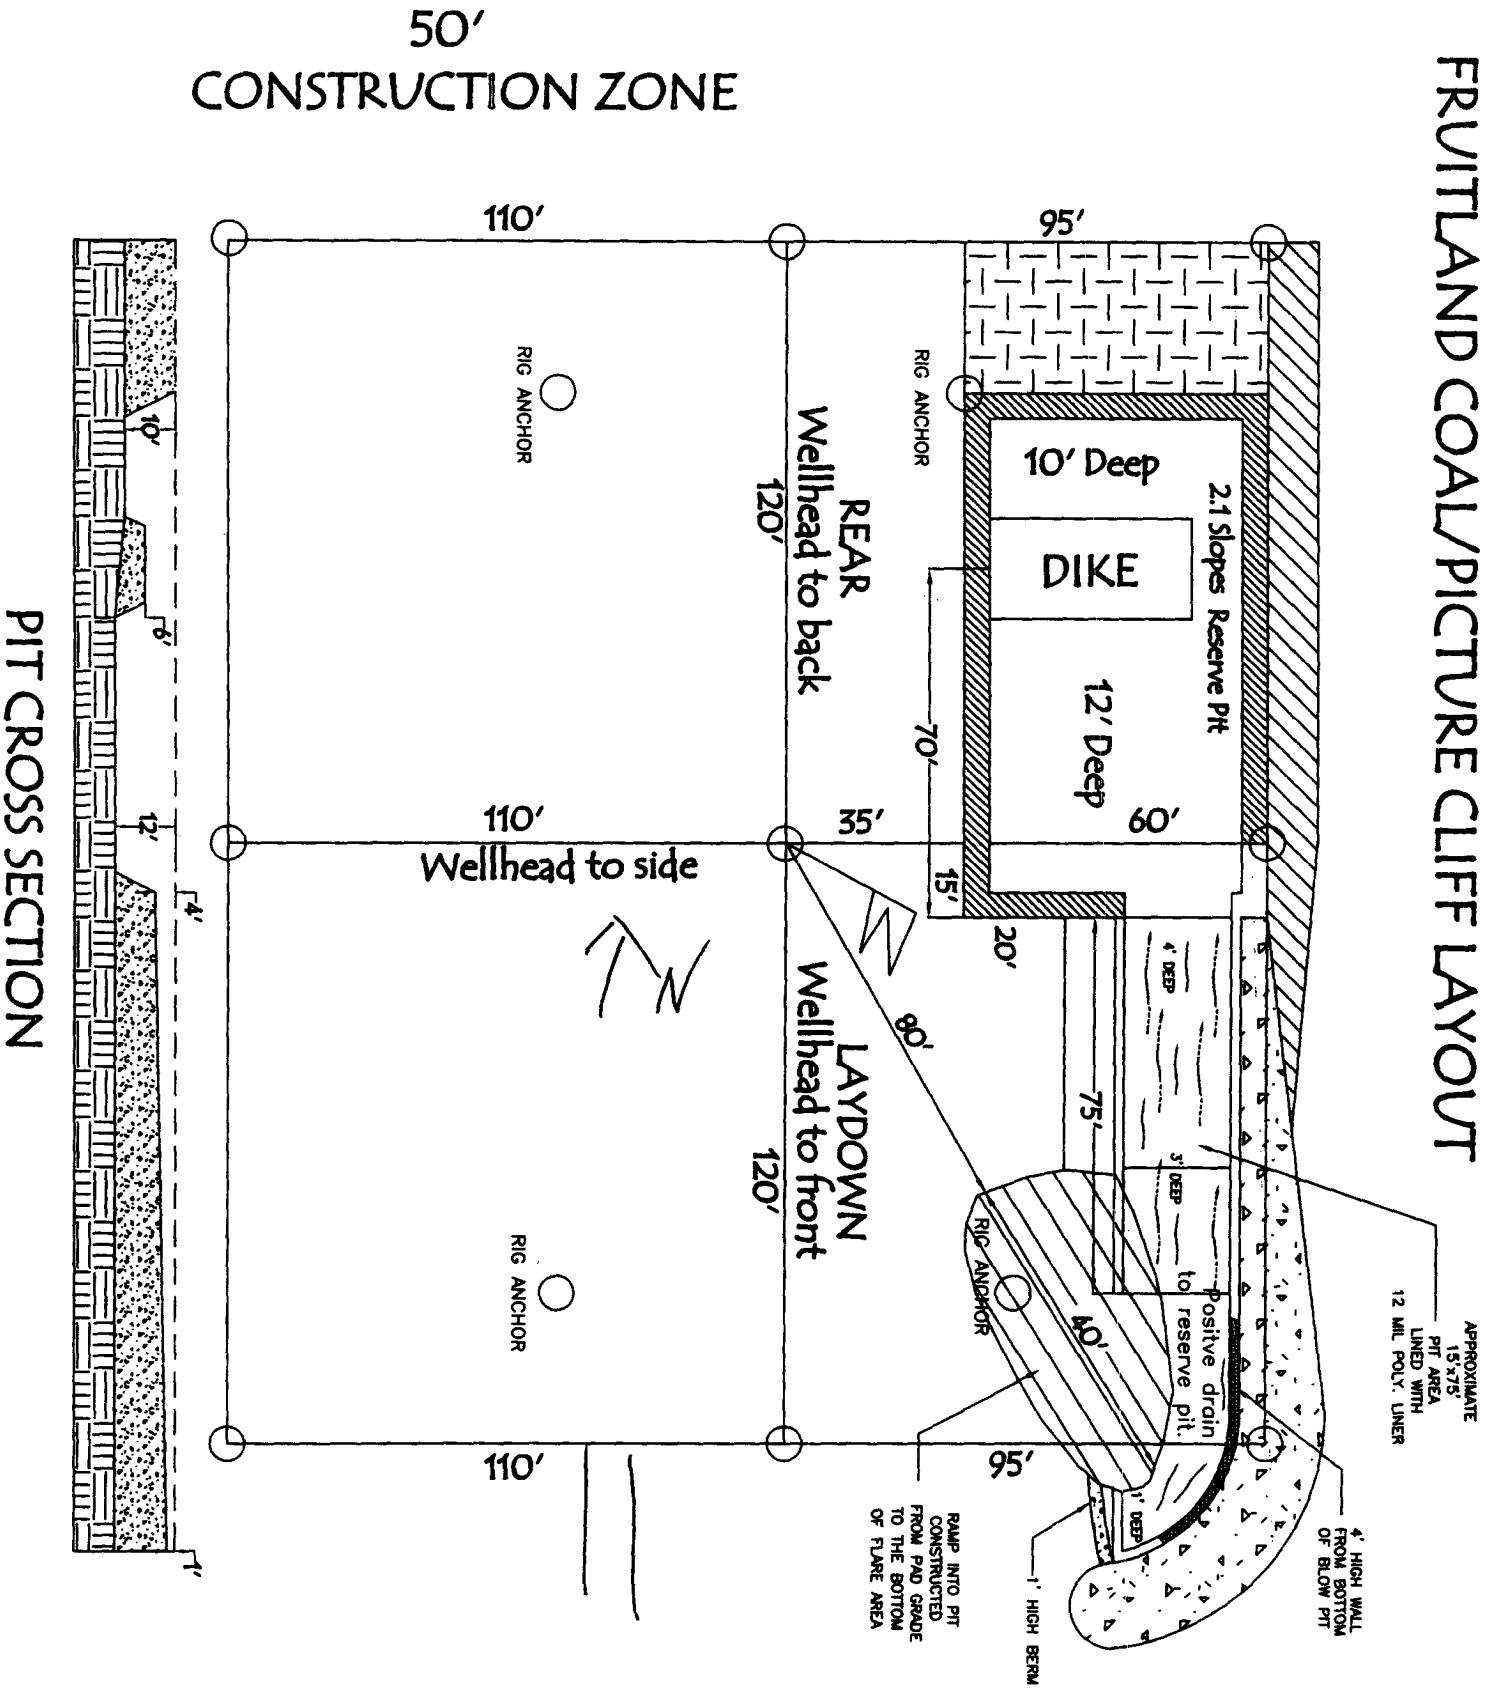 FRUITLAND COAL/PICTURE CLIFF LAYOUT
50'
CONSTRUCTION ZONE
110'
95'
RIG ANCHOR
RIG ANCHOR
10' Deep
2.1 Slopes Reserve Pit
DIKE
12' Deep
REAR
Wellhead to back
120'
70'
110'
Wellhead to side
35'
60'
15'
20'
N
N
80'
4' DEEP
3' DEEP
75'
LAYDOWN
Wellhead to front
120'
RIG ANCHOR
RIG ANCHOR
40'
Positve drain
to reserve pit.
1' DEEP
110'
95'
APPROXIMATE
15'x75'
PIT AREA
LINED WITH
12 MIL POLY. LINER
4' HIGH WALL
FROM BOTTOM
OF BLOW PIT
1' HIGH BERM
RAMP INTO PIT
CONSTRUCTED
FROM PAD GRADE
TO THE BOTTOM
OF FLARE AREA
10'
6'
12'
4'
1'
PIT CROSS SECTION